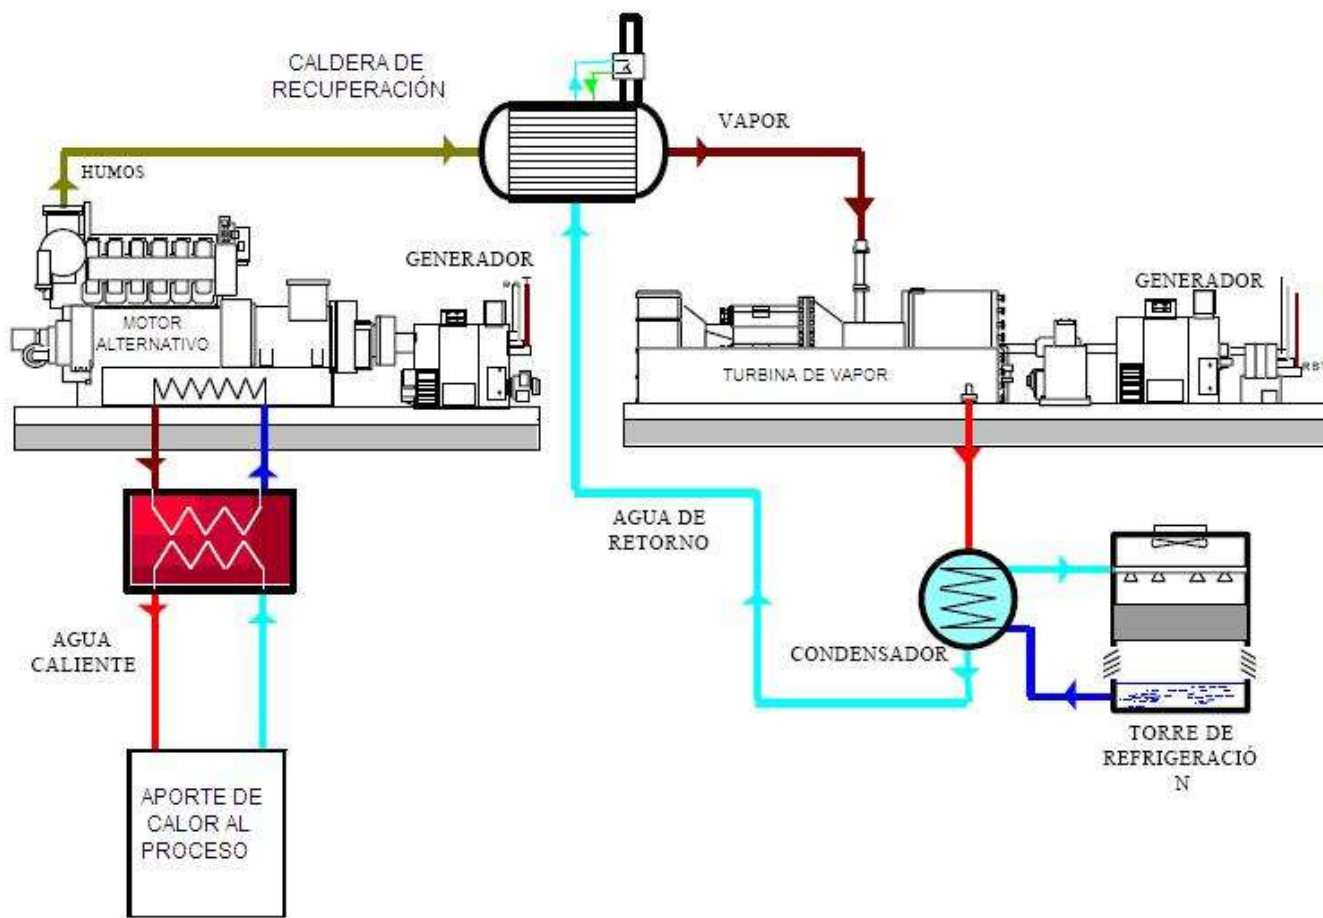 CALDERA DE
RECUPERACIÓN
VAPOR
HUMOS
GENERADOR
GENERADOR
MOTOR
ALTERNATIVO
TURBINA DE VAPOR
AGUA DE
RETORNO
AGUA
CALIENTE
CONDENSADOR
TORRE DE
REFRIGERACIÓ
N
APORTE DE
CALOR AL
PROCESO